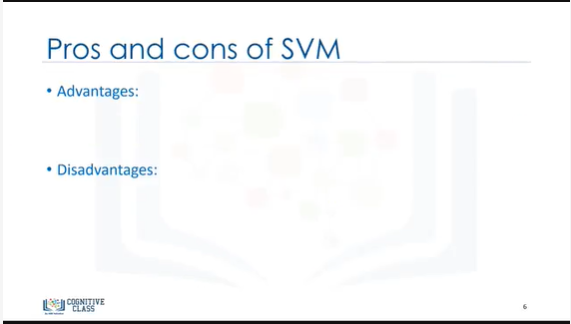 Pros and cons of SVM
• Advantages:
• Disadvantages:
COGNITIVE
CLASS
6